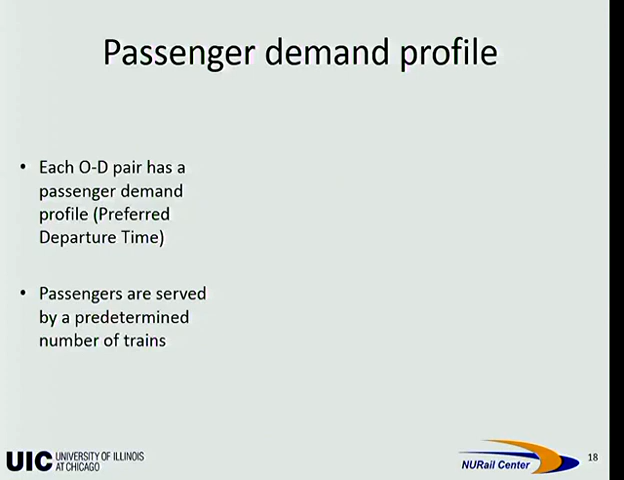 Passenger demand profile
• Each O-D pair has a
passenger demand
profile (Preferred
Departure Time)
• Passengers are served
by a predetermined
number of trains
UIC UNIVERSITY OF ILLINOIS
AT CHICAGO
NURail Center
18